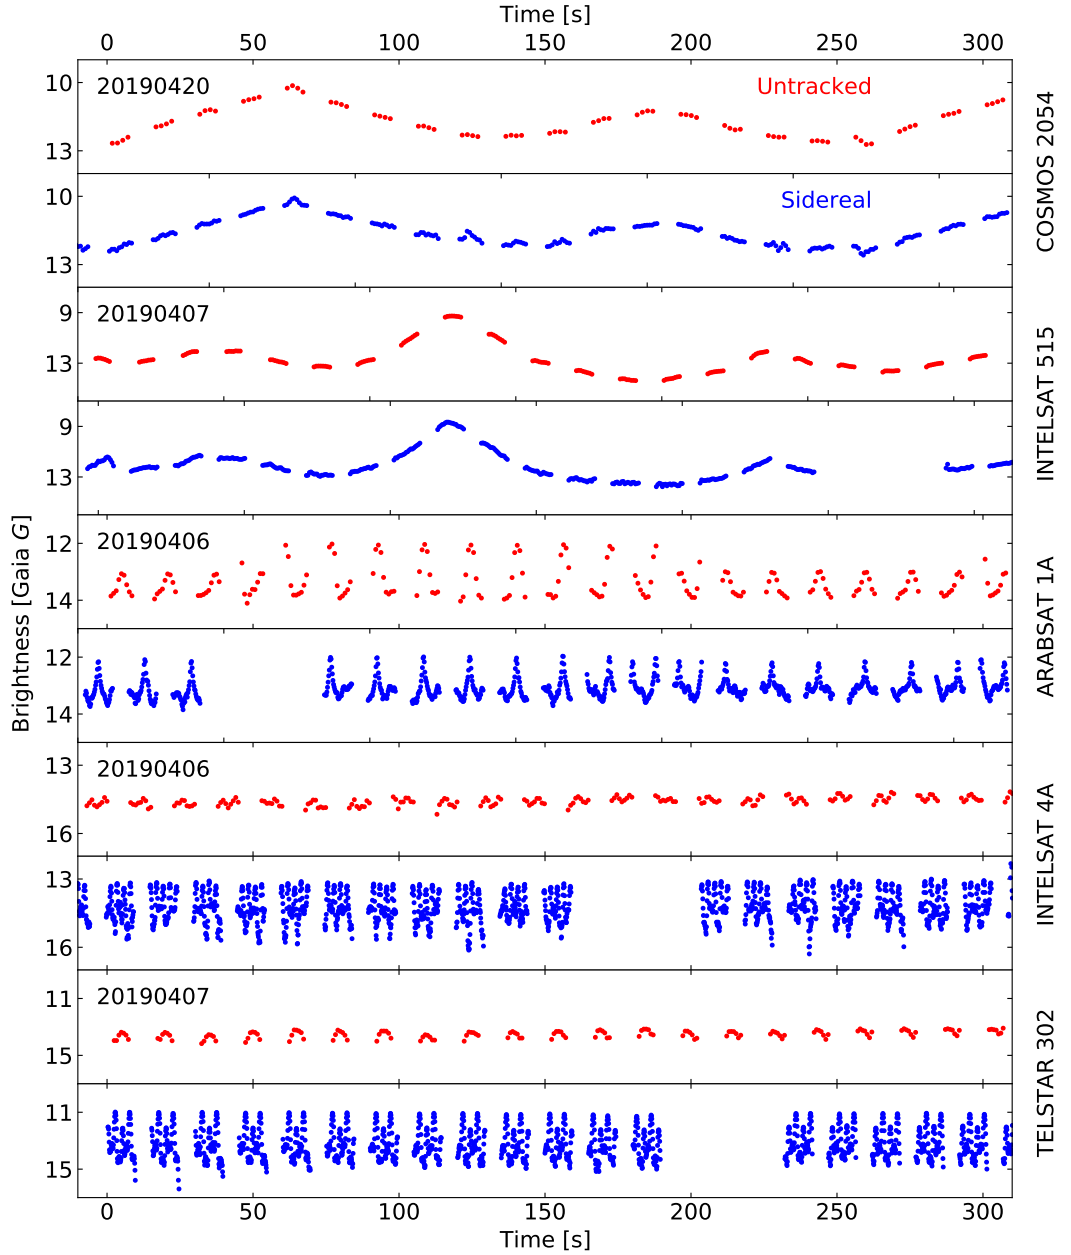 Time [s]
0 50 100 150 200 250 300
20190420
Untracked
10
13
COSMOS 2054
Sidereal
10
13
20190407
9
13
INTELSAT 515
9
13
Brightness [Gaia G]
20190406
12
14
ARABSAT 1A
12
14
20190406
13
16
INTELSAT 4A
13
16
20190407
11
15
TELSTAR 302
11
15
0 50 100 150 200 250 300
Time [s]